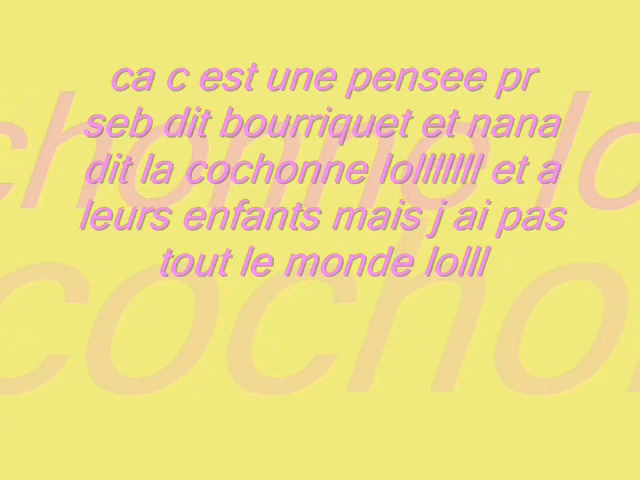 ca c est une pensee pr
seb dit bourriquet et nana
dit la cochonne lolllllll et a
leurs enfants mais j ai pas
tout le monde lolll